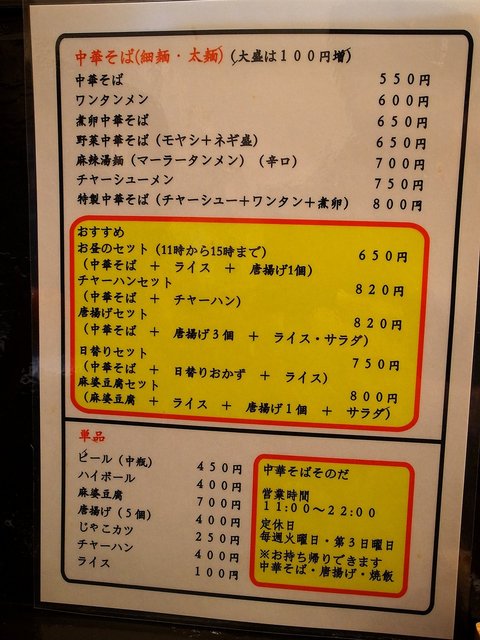 中華そば(細麺・太麺)(大盛は100円増)
中華そば 550円
ワンタンメン 600円
煮卵中華そば 650円
野菜中華そば(モヤシ+ネギ盛) 650円
麻辣湯麺(マーラータンメン)(辛口) 700円
チャーシューメン 750円
特製中華そば(チャーシュー+ワンタン+煮卵) 800円
おすすめ
お昼のセット(11時から15時まで) 650円
(中華そば + ライス + 唐揚げ1個)
チャーハンセット 820円
(中華そば + チャーハン)
唐揚げセット 820円
(中華そば + 唐揚げ3個 + ライス・サラダ)
日替りセット 750円
(中華そば + 日替りおかず + ライス)
麻婆豆腐セット 800円
(麻婆豆腐 + ライス + 唐揚げ1個 + サラダ)
単品
ビール(中瓶) 450円
ハイボール 400円
麻婆豆腐 700円
唐揚げ(5個) 400円
じゃこカツ 250円
チャーハン 400円
ライス 100円
中華そばそのだ
営業時間
11:00~22:00
定休日
毎週火曜日・第3日曜日
※お持ち帰りできます
中華そば・唐揚げ・焼飯